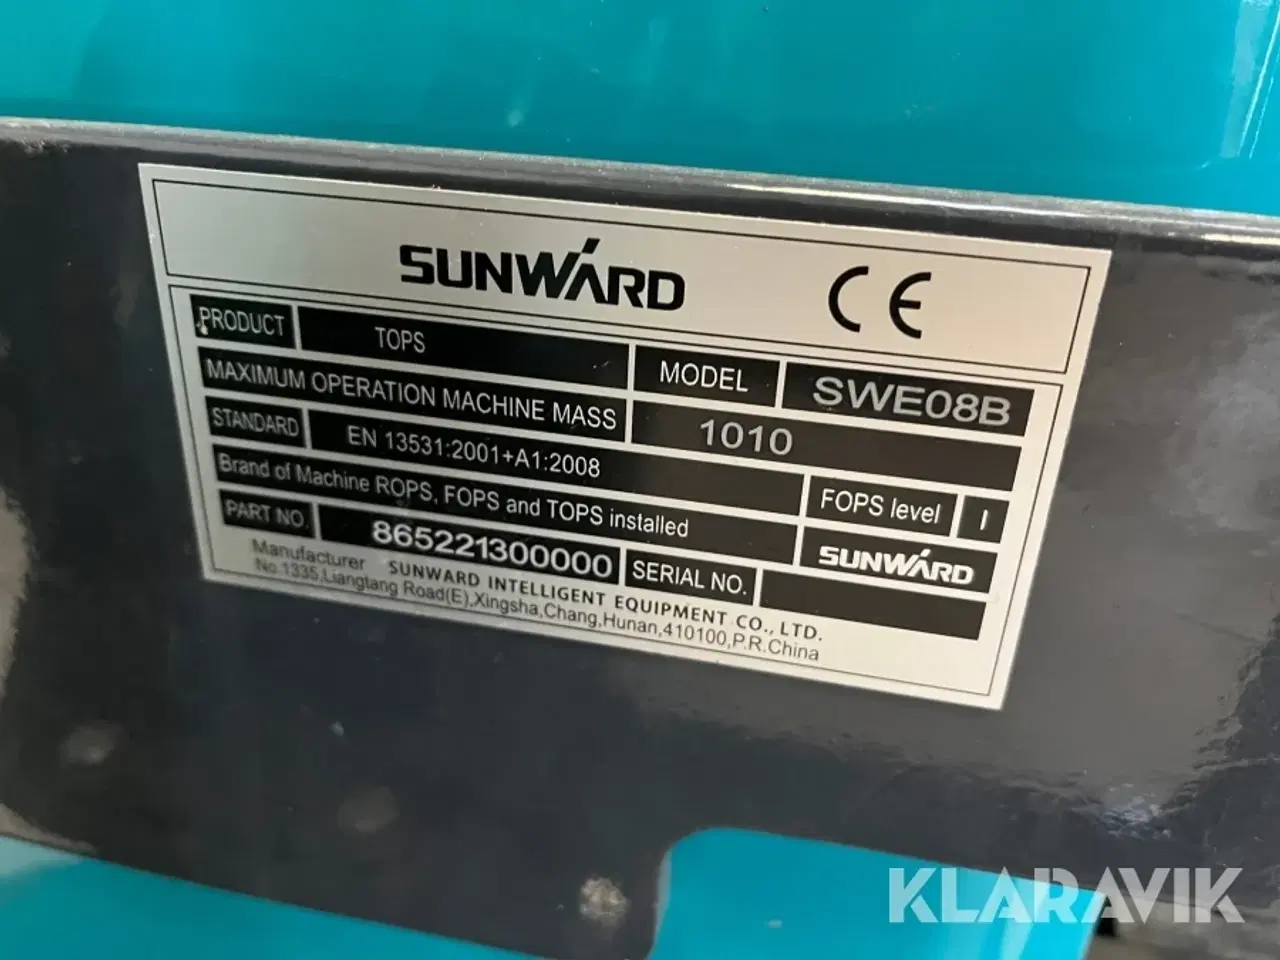 SUNWARD CE
PRODUCT TOPS MODEL SWE08B
MAXIMUM OPERATION MACHINE MASS 1010
STANDARD EN 13531:2001+A1:2008 FOPS level I
Brand of Machine ROPS, FOPS and TOPS installed SUNWARD
PART NO. 865221300000 SERIAL NO.
Manufacturer SUNWARD INTELLIGENT EQUIPMENT CO., LTD.
No.1335,Liangtang Road(E),Xingsha,Chang,Hunan,410100,P.R.China
KLARAVIK